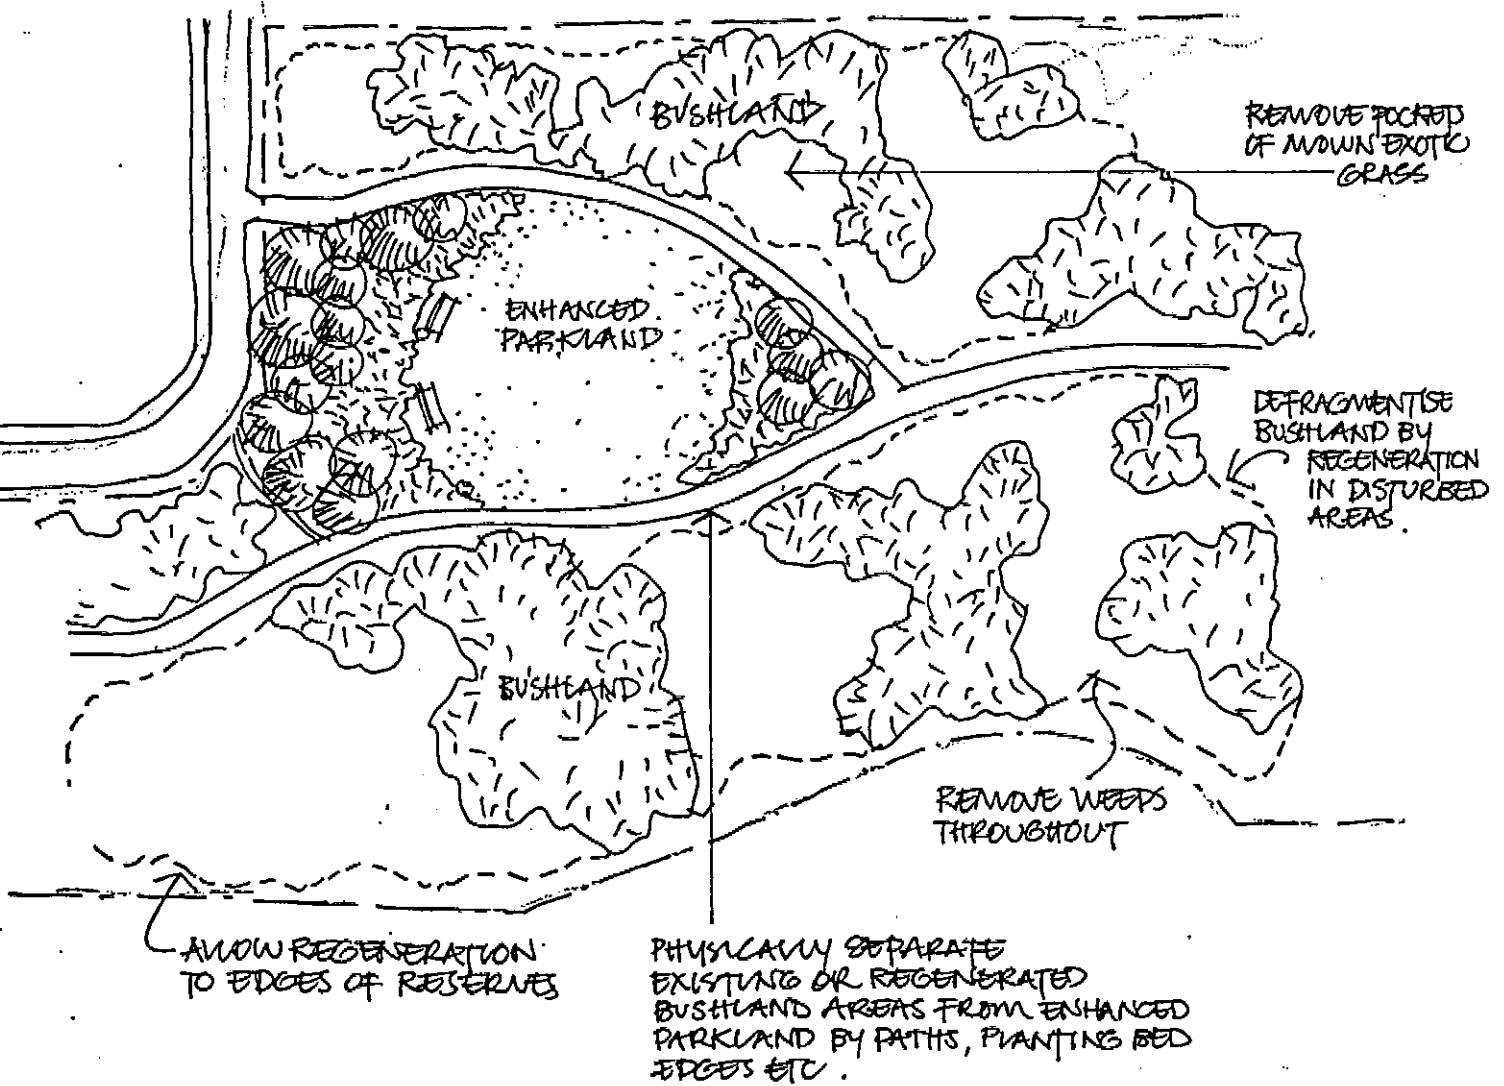 BUSHLAND
REMOVE POCKETS
OF MOWN EXOTIC
GRASS
ENHANCED
PARKLAND
DEFRAGMENTISE
BUSHLAND BY
REGENERATION
IN DISTURBED
AREAS.
BUSHLAND
REMOVE WEEDS
THROUGHOUT
ALLOW REGENERATION
TO EDGES OF RESERVES
PHYSICALLY SEPARATE
EXISTING OR REGENERATED
BUSHLAND AREAS FROM ENHANCED
PARKLAND BY PATHS, PLANTING BED
EDGES ETC.